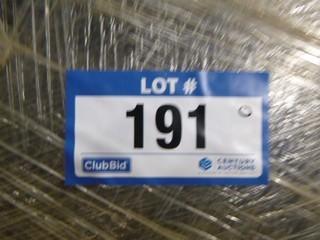 LOT #
191
ClubBid
CENTURY
AUCTIONS